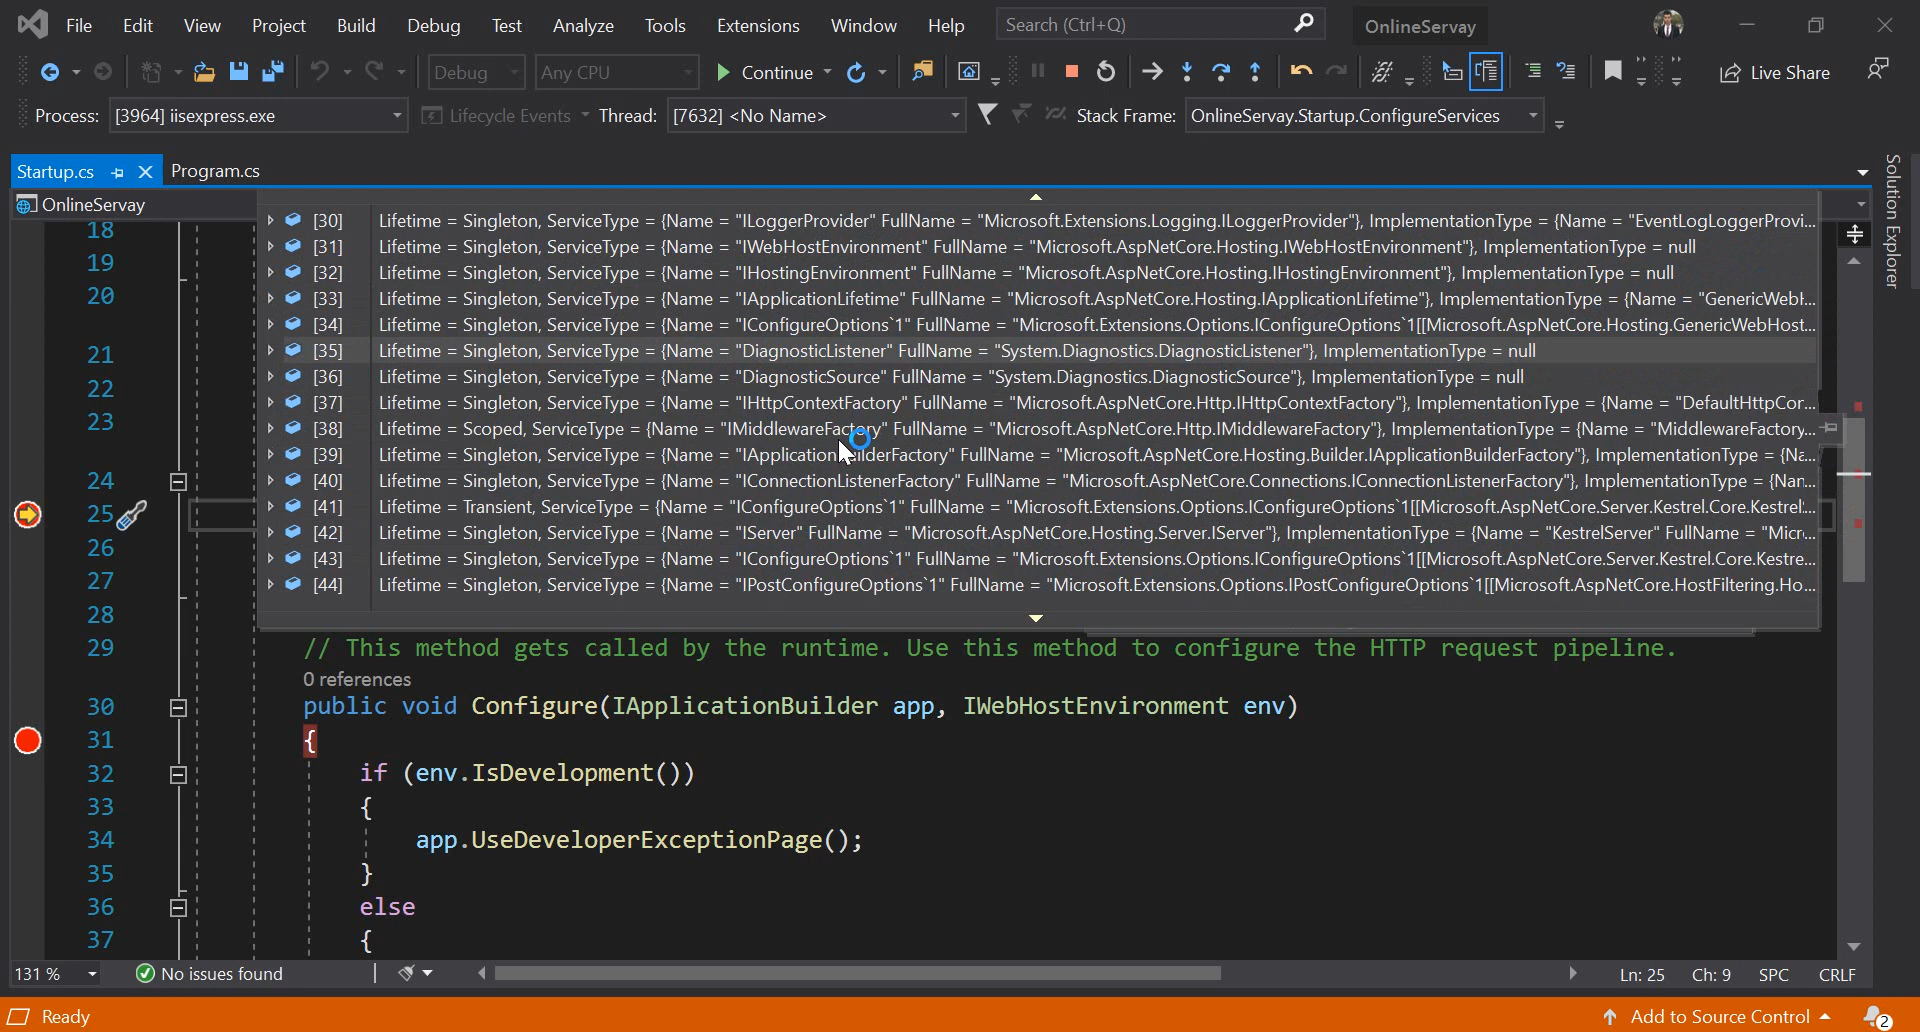 File Edit View Project Build Debug Test Analyze Tools Extensions Window Help Search (Ctrl+Q) OnlineServay
Debug Any CPU Continue Live Share
Process: [3964] iisexpress.exe Lifecycle Events Thread: [7632] <No Name> Stack Frame: OnlineServay.Startup.ConfigureServices
Startup.cs Program.cs
Solution Explorer
OnlineServay
[30] Lifetime = Singleton, ServiceType = {Name = "ILoggerProvider" FullName = "Microsoft.Extensions.Logging.ILoggerProvider"}, ImplementationType = {Name = "EventLogLoggerProvi...
[31] Lifetime = Singleton, ServiceType = {Name = "IWebHostEnvironment" FullName = "Microsoft.AspNetCore.Hosting.IWebHostEnvironment"}, ImplementationType = null
[32] Lifetime = Singleton, ServiceType = {Name = "IHostingEnvironment" FullName = "Microsoft.AspNetCore.Hosting.IHostingEnvironment"}, ImplementationType = null
[33] Lifetime = Singleton, ServiceType = {Name = "IApplicationLifetime" FullName = "Microsoft.AspNetCore.Hosting.IApplicationLifetime"}, ImplementationType = {Name = "GenericWebH...
[34] Lifetime = Singleton, ServiceType = {Name = "IConfigureOptions`1" FullName = "Microsoft.Extensions.Options.IConfigureOptions`1[[Microsoft.AspNetCore.Hosting.GenericWebHost...
[35] Lifetime = Singleton, ServiceType = {Name = "DiagnosticListener" FullName = "System.Diagnostics.DiagnosticListener"}, ImplementationType = null
[36] Lifetime = Singleton, ServiceType = {Name = "DiagnosticSource" FullName = "System.Diagnostics.DiagnosticSource"}, ImplementationType = null
[37] Lifetime = Singleton, ServiceType = {Name = "IHttpContextFactory" FullName = "Microsoft.AspNetCore.Http.IHttpContextFactory"}, ImplementationType = {Name = "DefaultHttpCor...
[38] Lifetime = Scoped, ServiceType = {Name = "IMiddlewareFactory" FullName = "Microsoft.AspNetCore.Http.IMiddlewareFactory"}, ImplementationType = {Name = "MiddlewareFactory...
[39] Lifetime = Singleton, ServiceType = {Name = "IApplicationBuilderFactory" FullName = "Microsoft.AspNetCore.Hosting.Builder.IApplicationBuilderFactory"}, ImplementationType = {Na...
[40] Lifetime = Singleton, ServiceType = {Name = "IConnectionListenerFactory" FullName = "Microsoft.AspNetCore.Connections.IConnectionListenerFactory"}, ImplementationType = {Nar...
[41] Lifetime = Transient, ServiceType = {Name = "IConfigureOptions`1" FullName = "Microsoft.Extensions.Options.IConfigureOptions`1[[Microsoft.AspNetCore.Server.Kestrel.Core.Kestrel...
[42] Lifetime = Singleton, ServiceType = {Name = "IServer" FullName = "Microsoft.AspNetCore.Hosting.Server.IServer"}, ImplementationType = {Name = "KestrelServer" FullName = "Micr...
[43] Lifetime = Singleton, ServiceType = {Name = "IConfigureOptions`1" FullName = "Microsoft.Extensions.Options.IConfigureOptions`1[[Microsoft.AspNetCore.Server.Kestrel.Core.Kestre...
[44] Lifetime = Singleton, ServiceType = {Name = "IPostConfigureOptions`1" FullName = "Microsoft.Extensions.Options.IPostConfigureOptions`1[[Microsoft.AspNetCore.HostFiltering.Ho...
18
19
20
21
22
23
24
25
26
27
28
29 // This method gets called by the runtime. Use this method to configure the HTTP request pipeline.
0 references
30 public void Configure(IApplicationBuilder app, IWebHostEnvironment env)
31 {
32 if (env.IsDevelopment())
33 {
34 app.UseDeveloperExceptionPage();
35 }
36 else
37 {
131 % No issues found Ln: 25 Ch: 9 SPC CRLF
Ready Add to Source Control 2